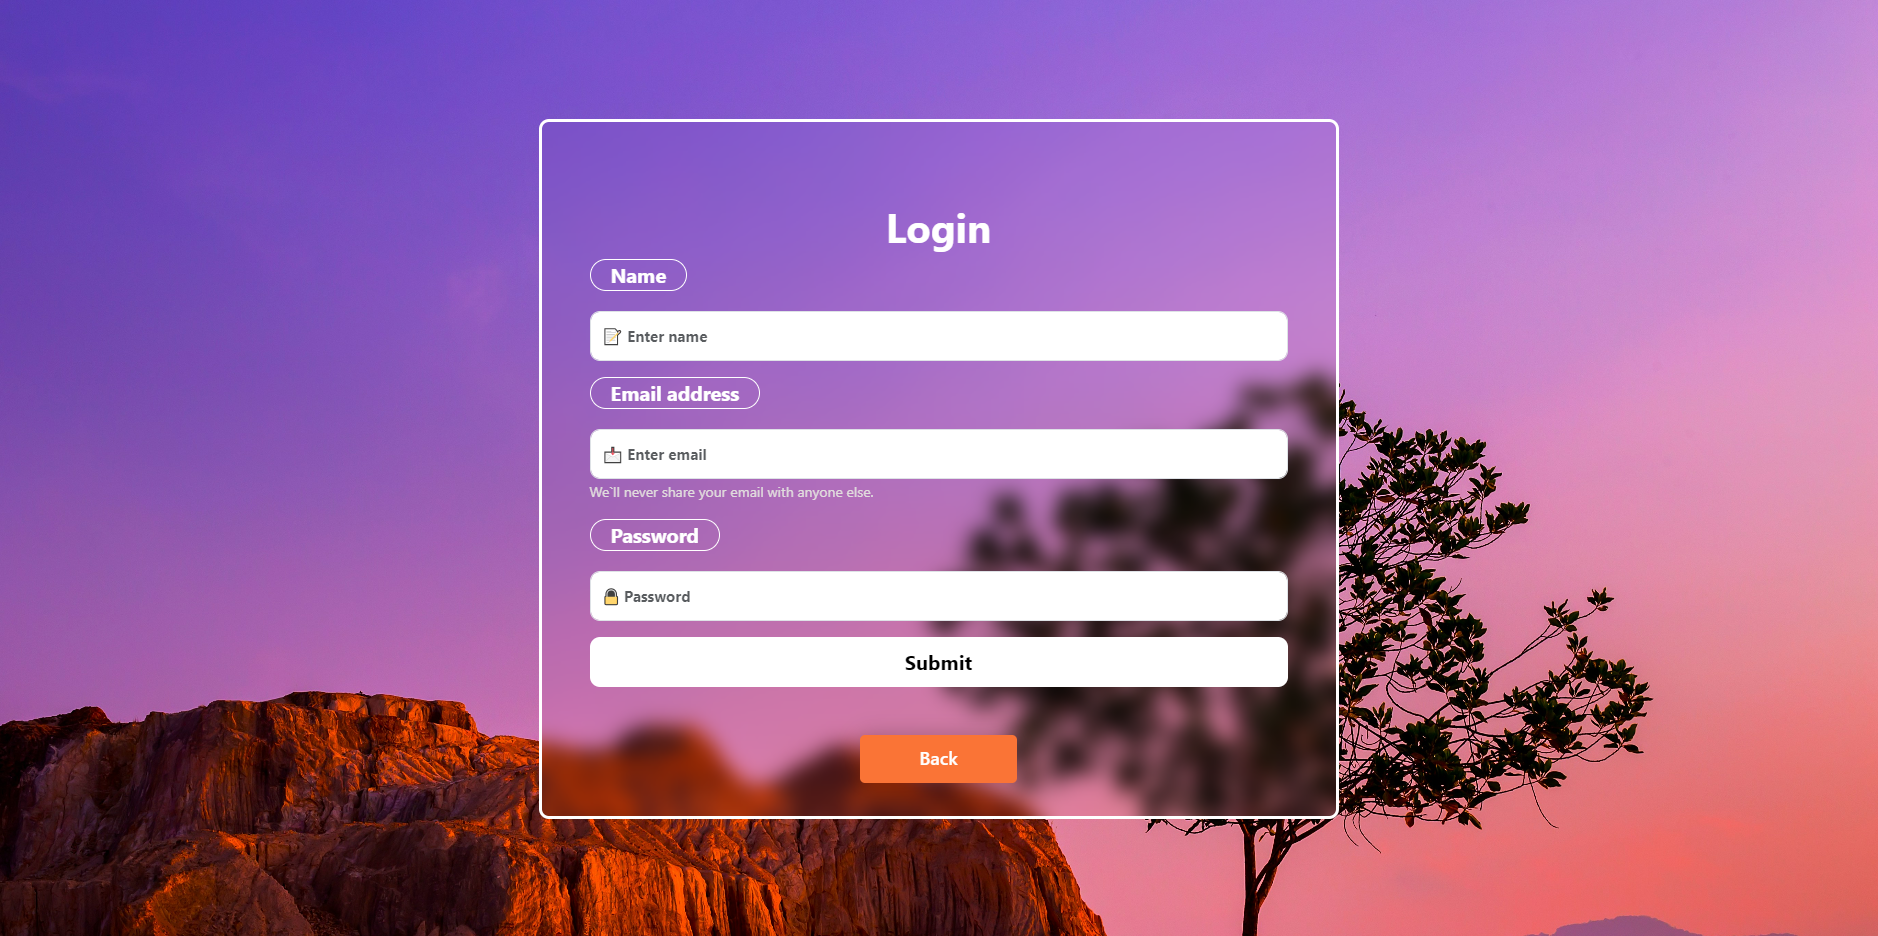 Login
Name
📝 Enter name
Email address
📩 Enter email
We`ll never share your email with anyone else.
Password
🔒 Password
Submit
Back